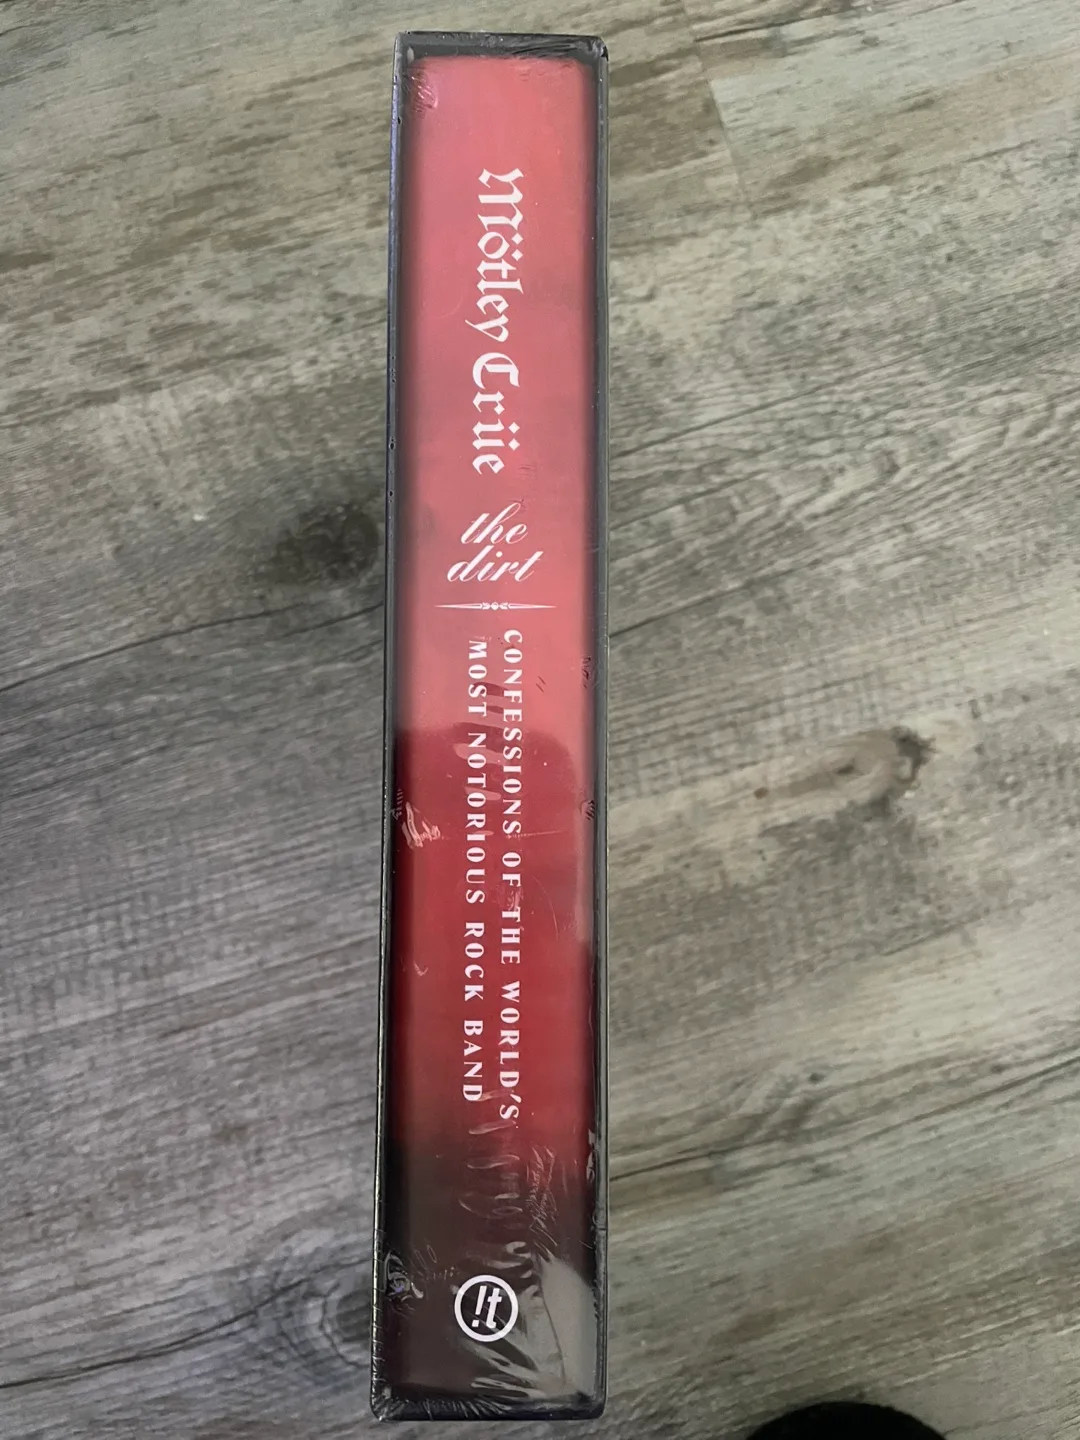 Mötley Crüe
the
dirt
CONFESSIONS OF THE WORLD'S
MOST NOTORIOUS ROCK BAND
!t